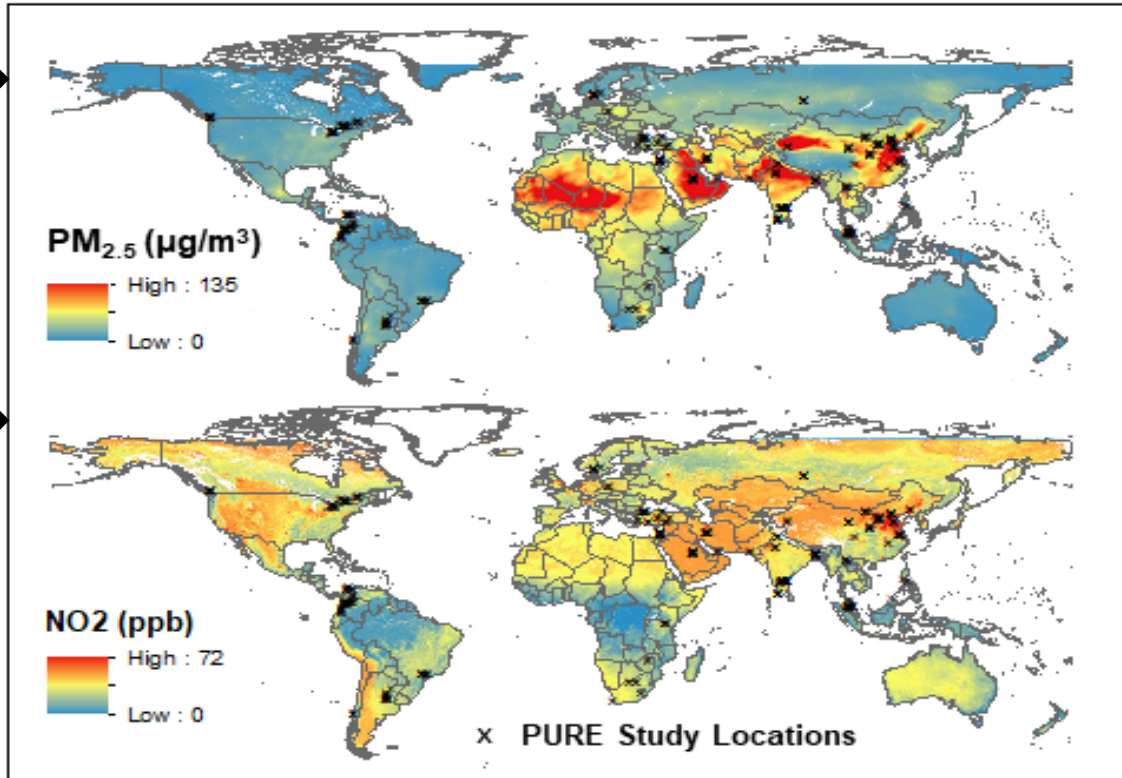 PM2.5 (µg/m3)
High : 135
Low : 0
NO2 (ppb)
High : 72
Low : 0
x PURE Study Locations